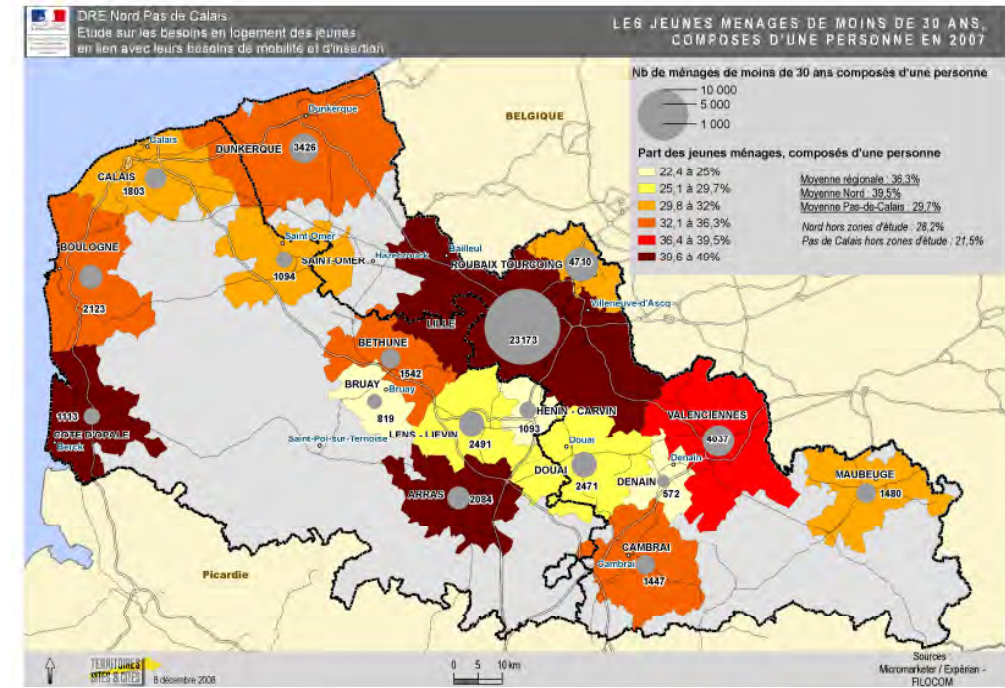 DRE Nord Pas de Calais
Etude sur les besoins en logement des jeunes
en lien avec leurs besoins de mobilité et d'insertion
LES JEUNES MENAGES DE MOINS DE 30 ANS,
COMPOSES D'UNE PERSONNE EN 2007
Nb de ménages de moins de 30 ans composés d'une personne
10 000
5 000
1 000
Part des jeunes ménages, composés d'une personne
22,4 à 25%
25,1 à 29,7%
29,8 à 32%
32,1 à 36,3%
36,4 à 39,5%
39,6 à 49%
Moyenne régionale : 36,3%
Moyenne Nord : 39,5%
Moyenne Pas-de-Calais : 29,7%
Nord hors zones d'étude : 28,2%
Pas de Calais hors zones d'étude : 21,5%
BELGIQUE
Dunkerque
DUNKERQUE
3426
Calais
CALAIS
1803
BOULOGNE
2123
Saint-Omer
SAINT-OMER
1094
Hazebrouck
Bailleul
ROUBAIX TOURCOING
4710
Villeneuve-d'Ascq
LILLE
23173
BETHUNE
1542
BRUAY
Bruay
819
HENIN - CARVIN
1093
LENS - LIEVIN
2491
1113
COTE D'OPALE
Berck
Saint-Pol-sur-Ternoise
Douai
DOUAI
2471
VALENCIENNES
4037
Denain
DENAIN
572
ARRAS
2084
MAUBEUGE
1480
CAMBRAI
Cambrai
1447
Picardie
TERRITOIRES
SITES & CITÉS
8 décembre 2008
0 5 10 km
Sources :
Micromarketer / Expérian -
FILOCOM